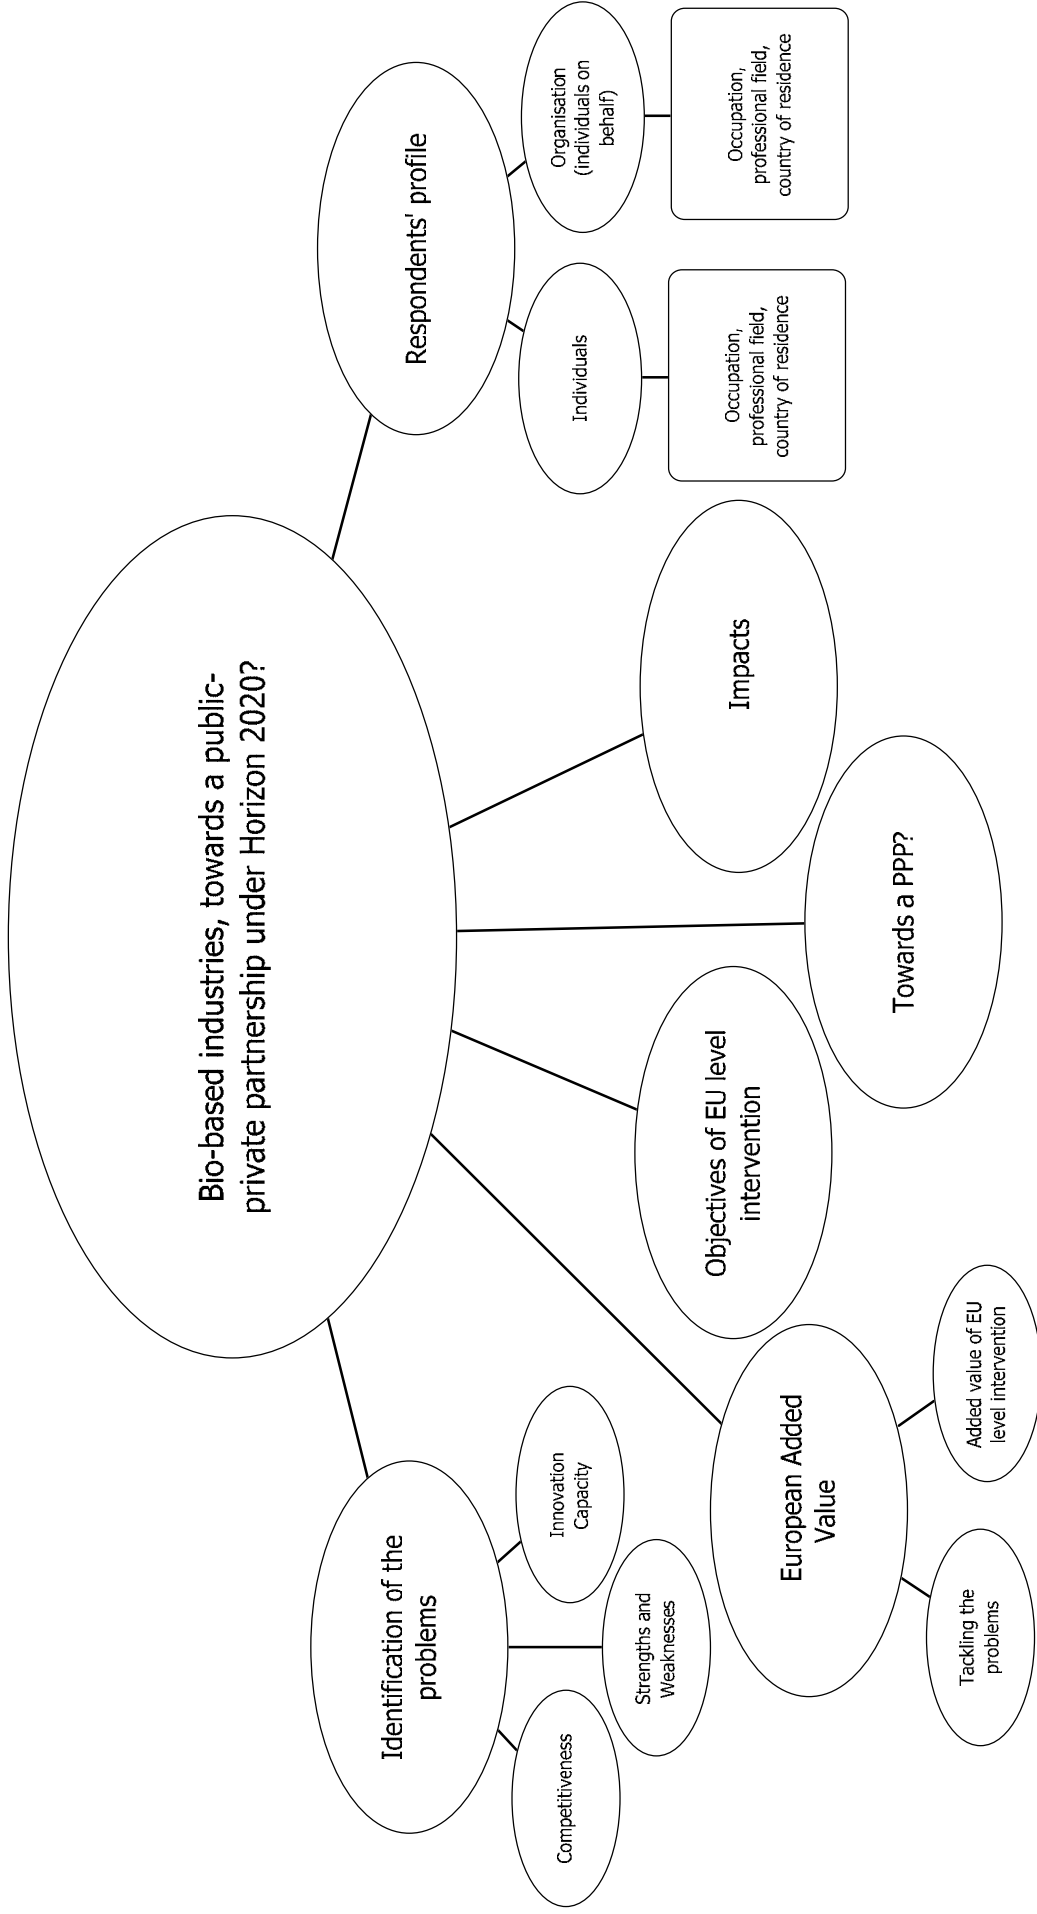 Bio-based industries, towards a public-
private partnership under Horizon 2020?
Identification of the
problems
Competitiveness
Strengths and
Weaknesses
Innovation
Capacity
European Added
Value
Tackling the
problems
Added value of EU
level intervention
Objectives of EU level
intervention
Towards a PPP?
Impacts
Respondents' profile
Individuals
Occupation,
professional field,
country of residence
Organisation
(individuals on
behalf)
Occupation,
professional field,
country of residence